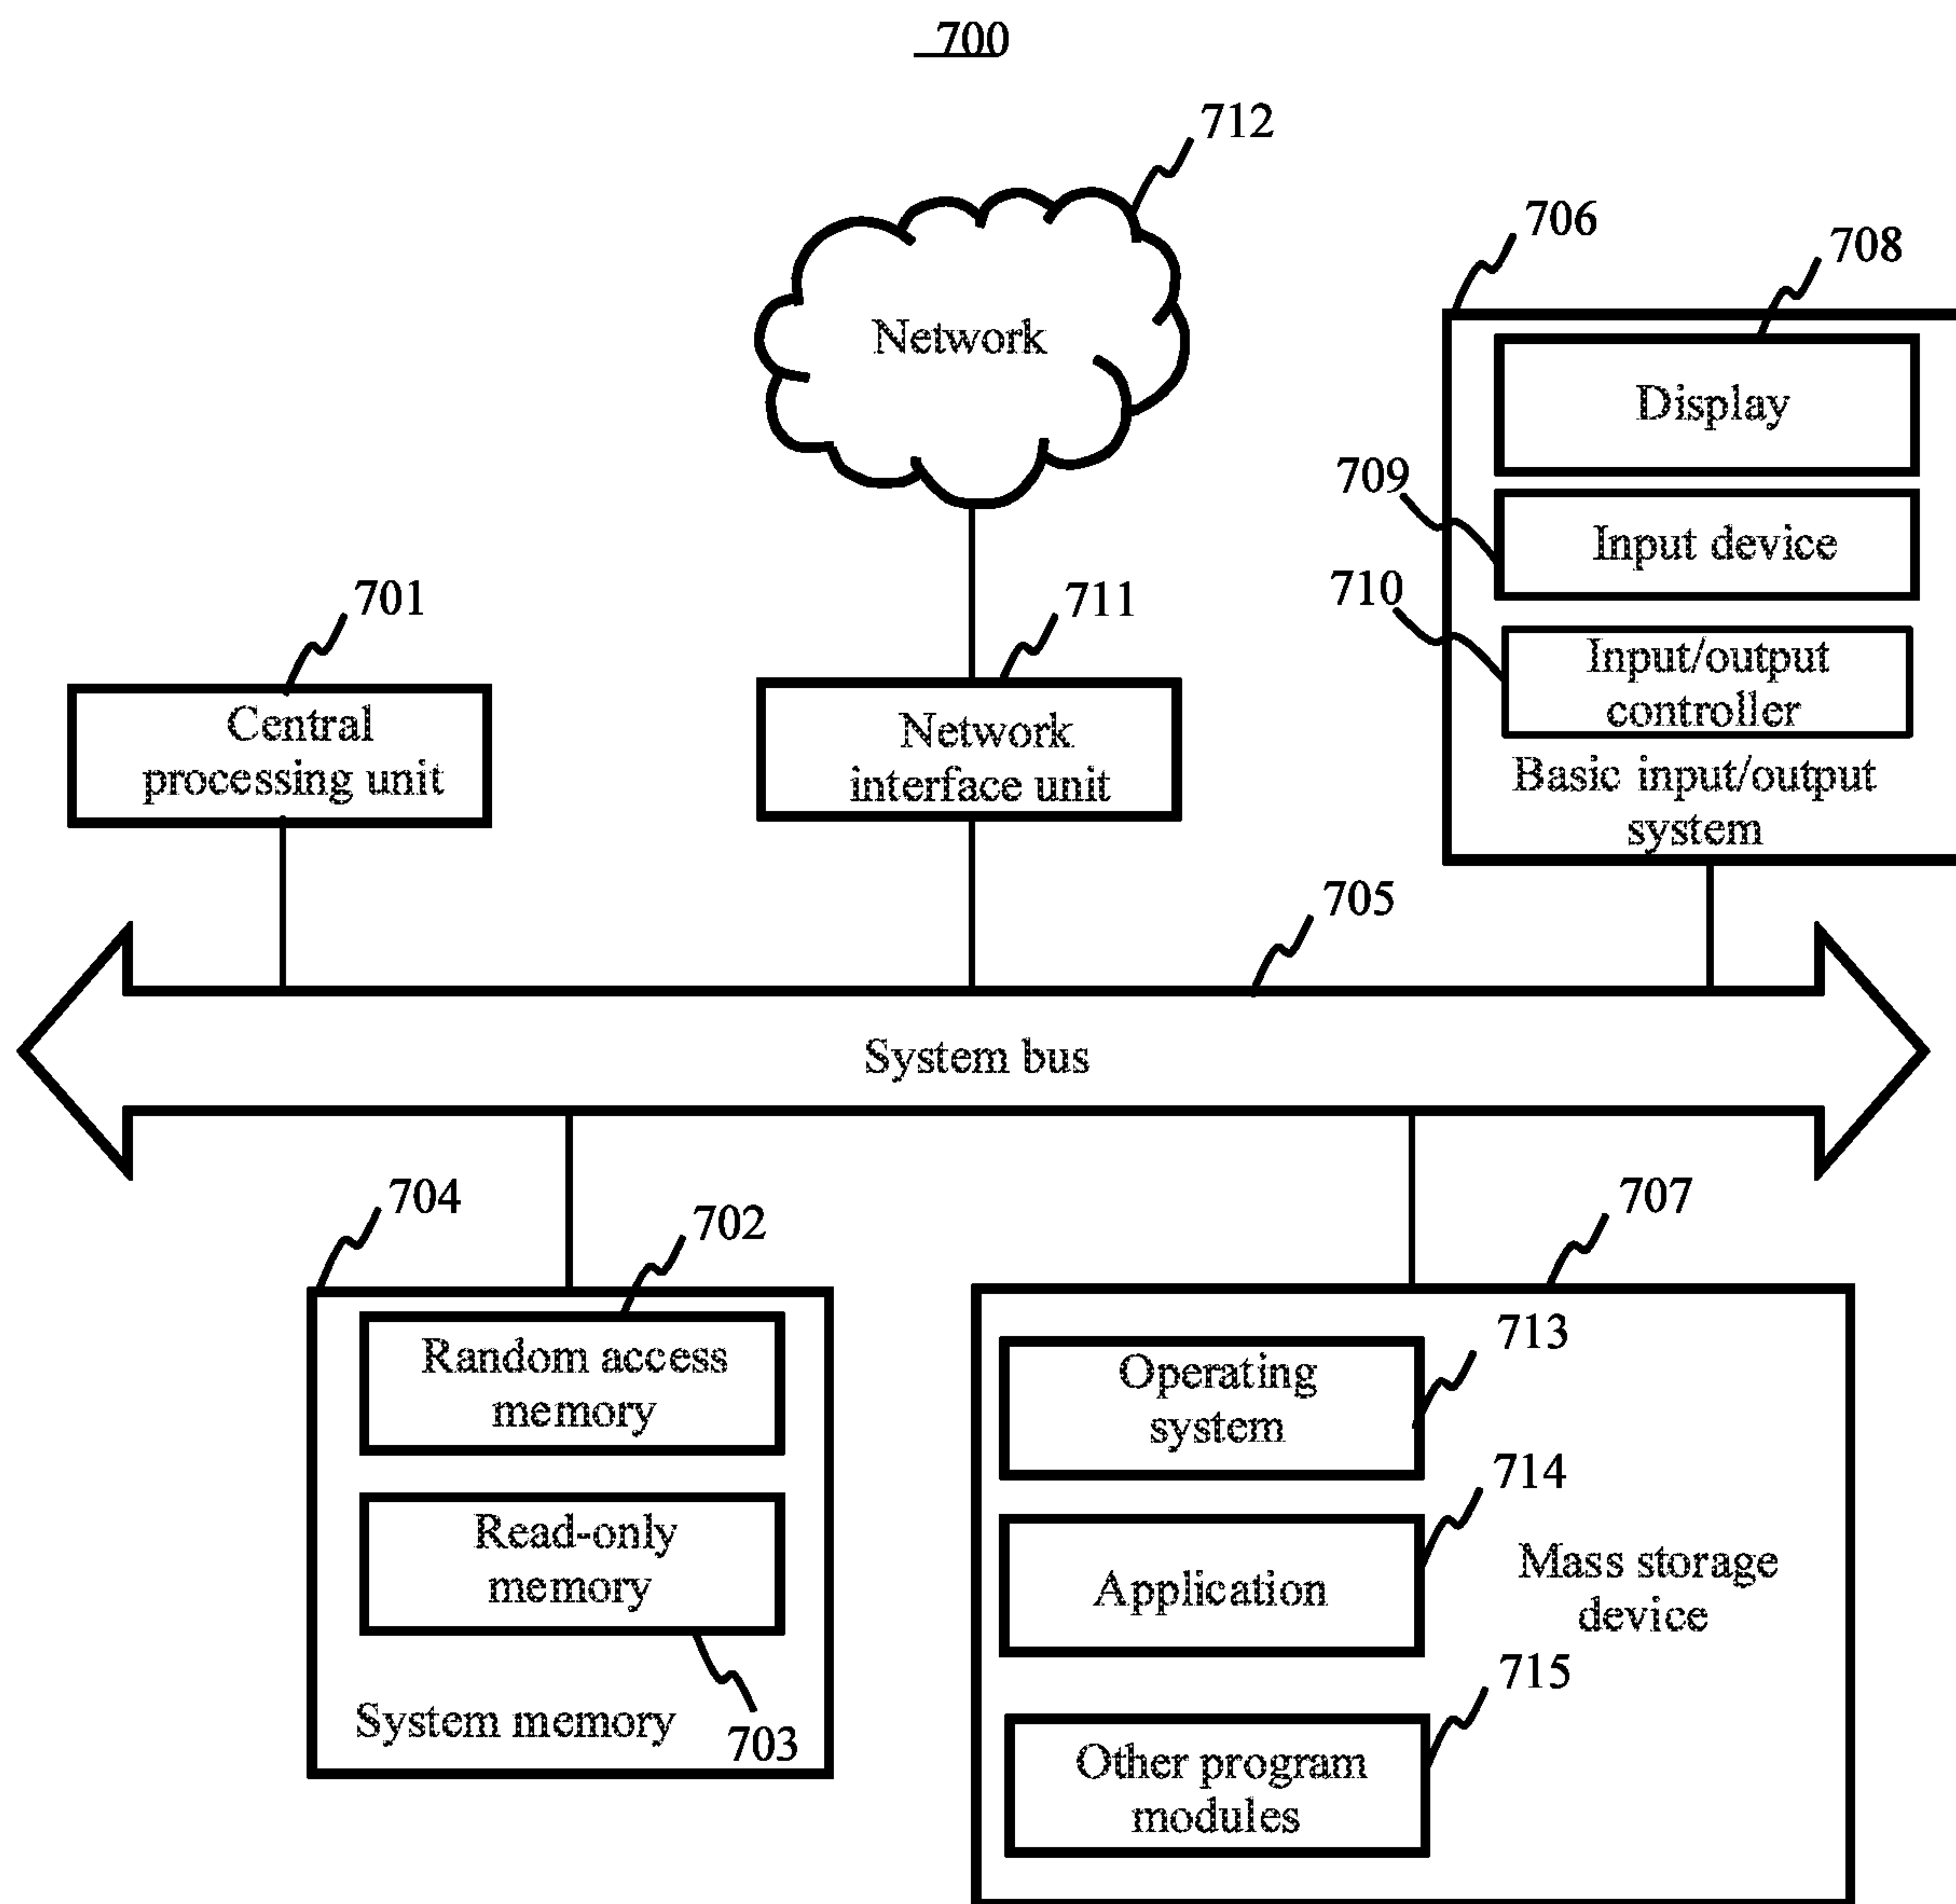 700
712
Network
706
708
Display
709
Input device
710
Input/output
controller
Basic input/output
system
701
Central
processing unit
711
Network
interface unit
705
System bus
704
702
Random access
memory
Read-only
memory
System memory
703
707
713
Operating
system
714
Application
Mass storage
device
715
Other program
modules